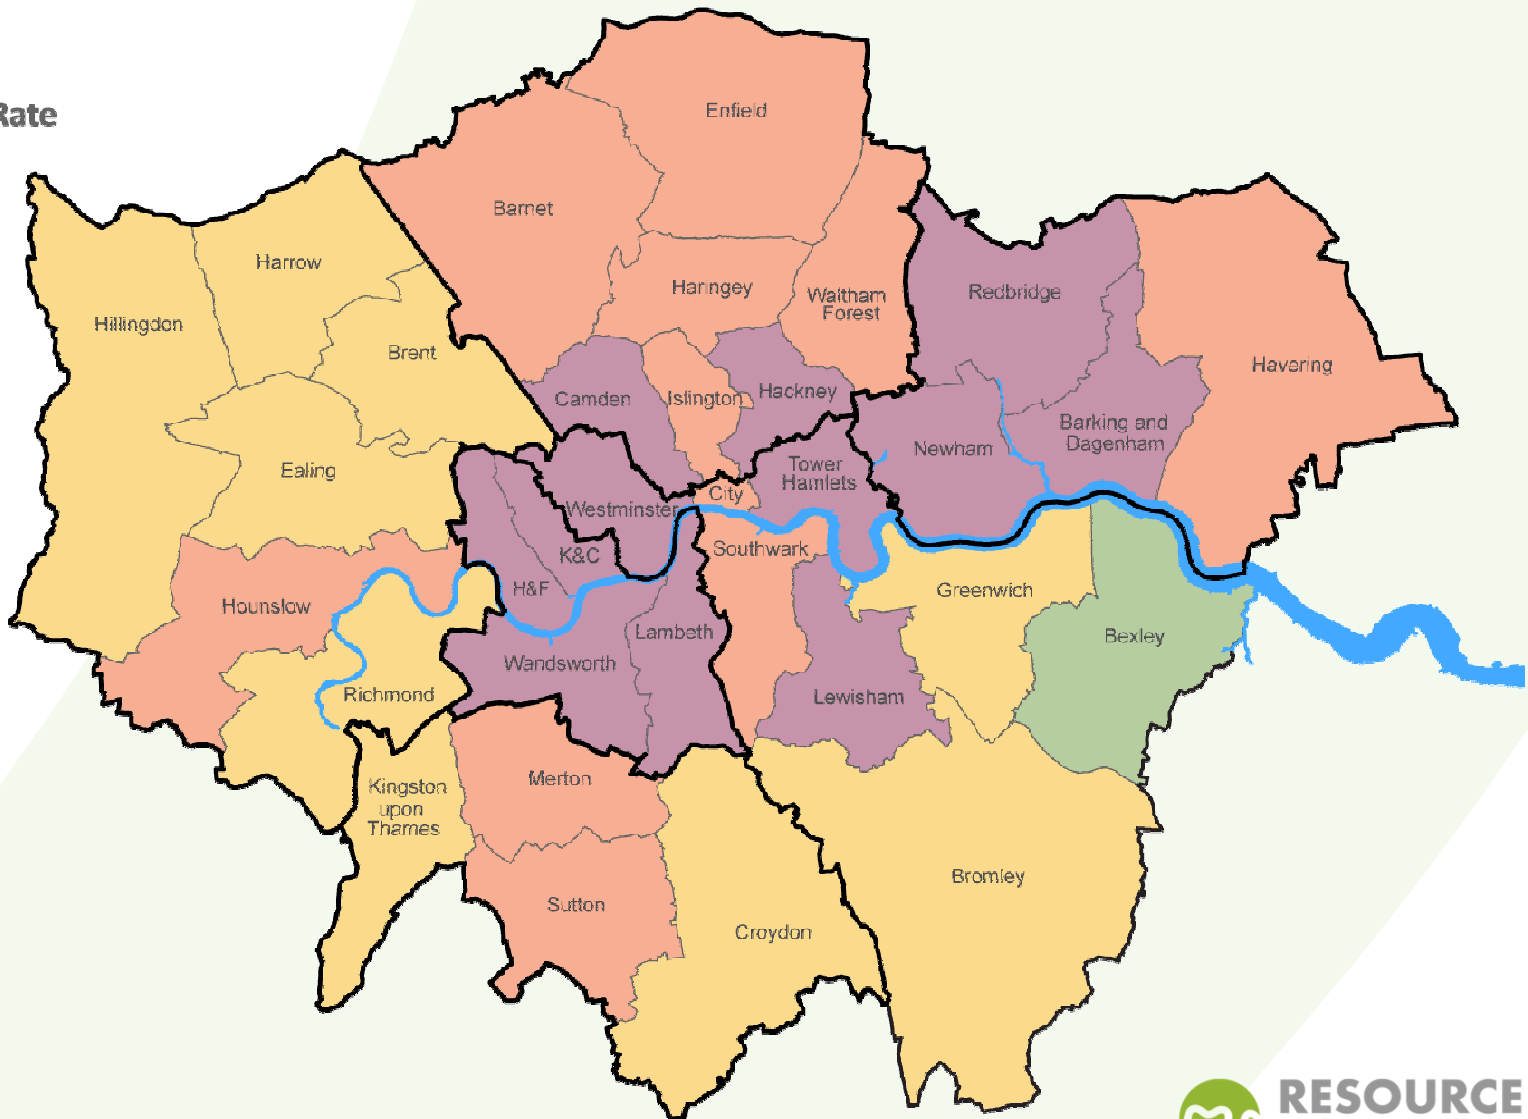 Rate
Enfield
Barnet
Harrow
Haringey
Waltham
Forest
Redbridge
Hillingdon
Brent
Havering
Camden
Islington
Hackney
Barking and
Dagenham
Newham
Ealing
Tower
Hamlets
City
Westminster
Southwark
K&C
H&F
Greenwich
Hounslow
Lambeth
Bexley
Wandsworth
Richmond
Lewisham
Kingston
upon
Thames
Merton
Bromley
Sutton
Croydon
RESOURCE